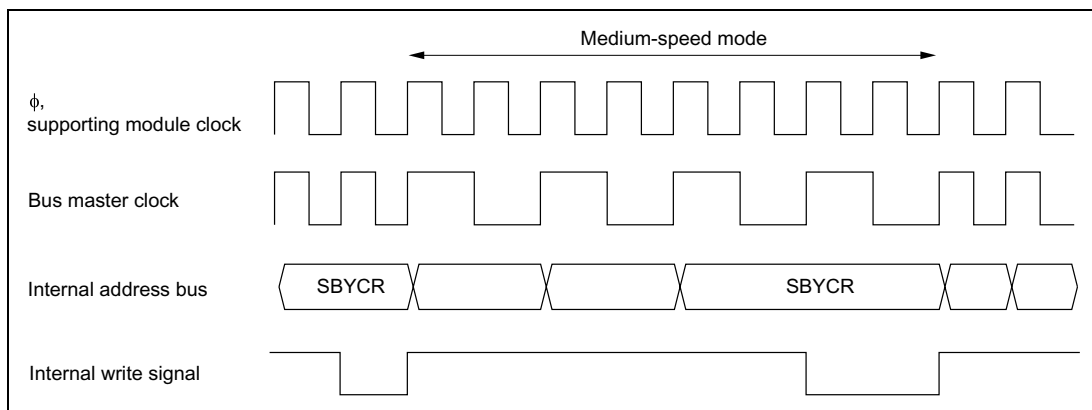 Medium-speed mode
ϕ,
supporting module clock
Bus master clock
Internal address bus
SBYCR
SBYCR
Internal write signal